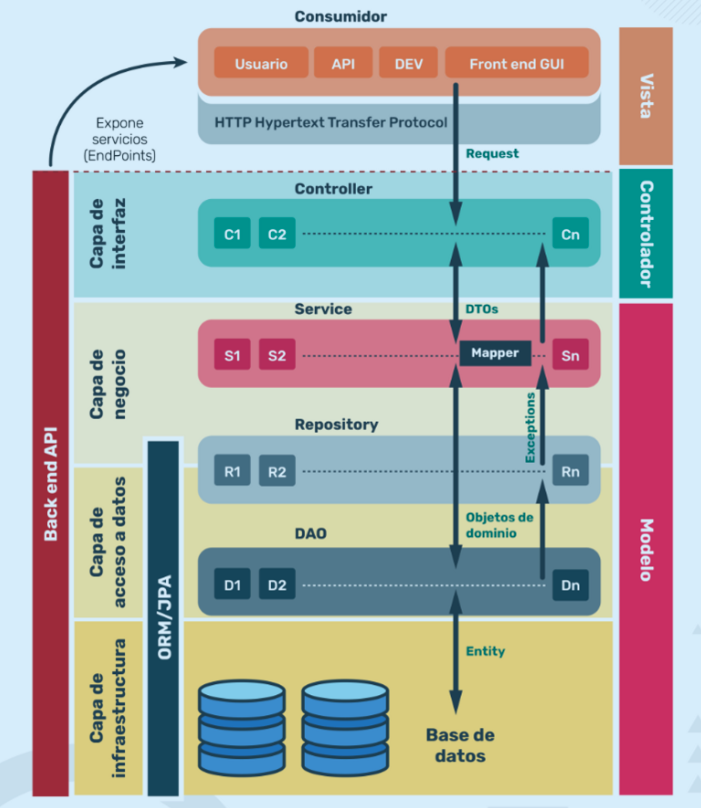 Consumidor
Usuario
API
DEV
Front end GUI
HTTP Hypertext Transfer Protocol
Vista
Expone
servicios
(EndPoints)
Request
Controller
C1
C2
Cn
Capa de
interfaz
Controlador
DTOs
Service
S1
S2
Mapper
Sn
Capa de
negocio
Exceptions
Repository
R1
R2
Rn
Back end API
Modelo
Objetos de
dominio
DAO
D1
D2
Dn
Capa de
acceso a datos
ORM/JPA
Entity
Capa de
infraestructura
Base de
datos